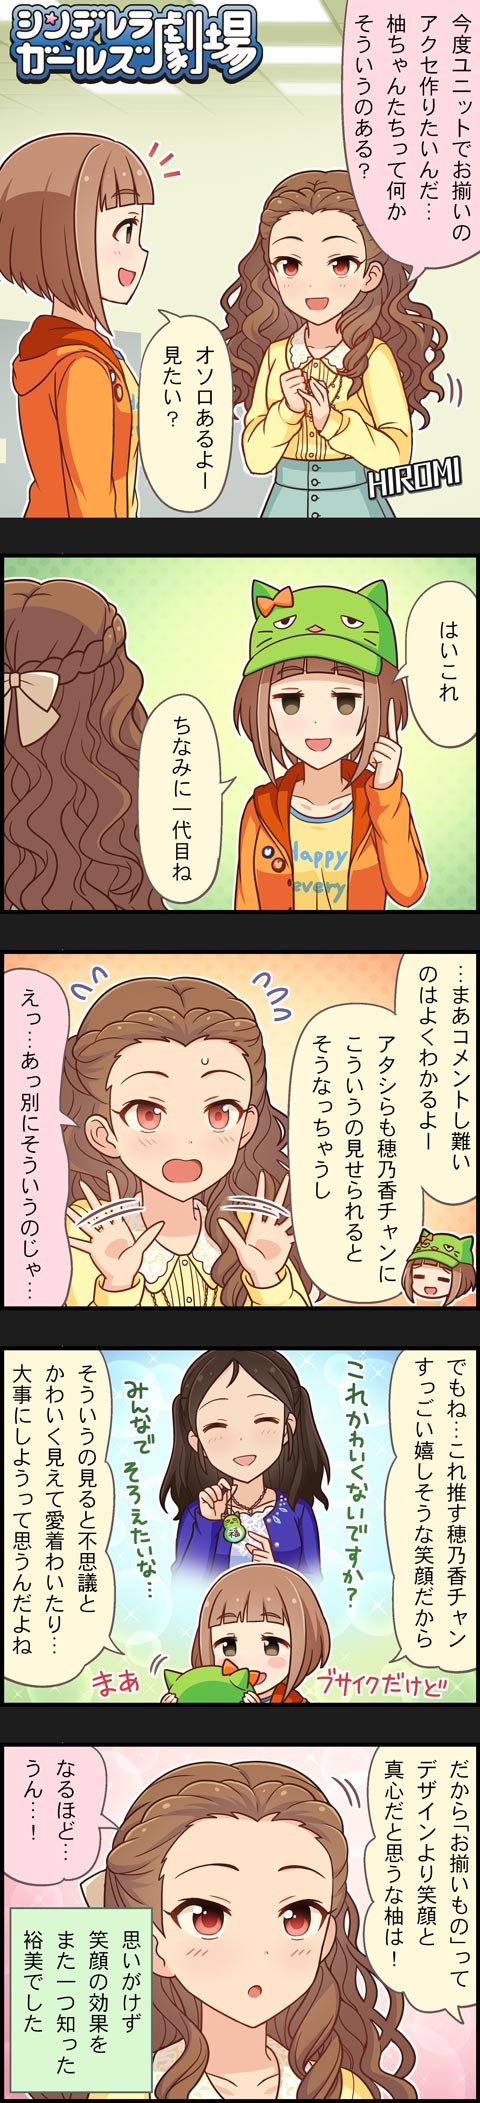 シンデレラ
ガールズ劇場
今度ユニットでお揃いの
アクセ作りたいんだ…
柚ちゃんたちって何か
そういうのある？
オソロあるよー
見たい？
HIROMI
はいこれ
ちなみに一代目ね
Happy
every
…まあコメントし難い
のはよくわかるよー
アタシらも穂乃香チャンに
こういうの見せられると
そうなっちゃうし
えっ…あっ別にそういうのじゃ…
でもね…これ推す穂乃香チャン
すっごい嬉しそうな笑顔だから
これかわいくないですか？
みんなで そろえたいな…
福
そういうの見ると不思議と
かわいく見えて愛着わいたり…
大事にしようって思うんだよね
ブサイクだけど
まあ
だから「お揃いもの」って
デザインより笑顔と
真心だと思うな柚は！
なるほど…
うん…！
思いがけず
笑顔の効果を
また一つ知った
裕美でした